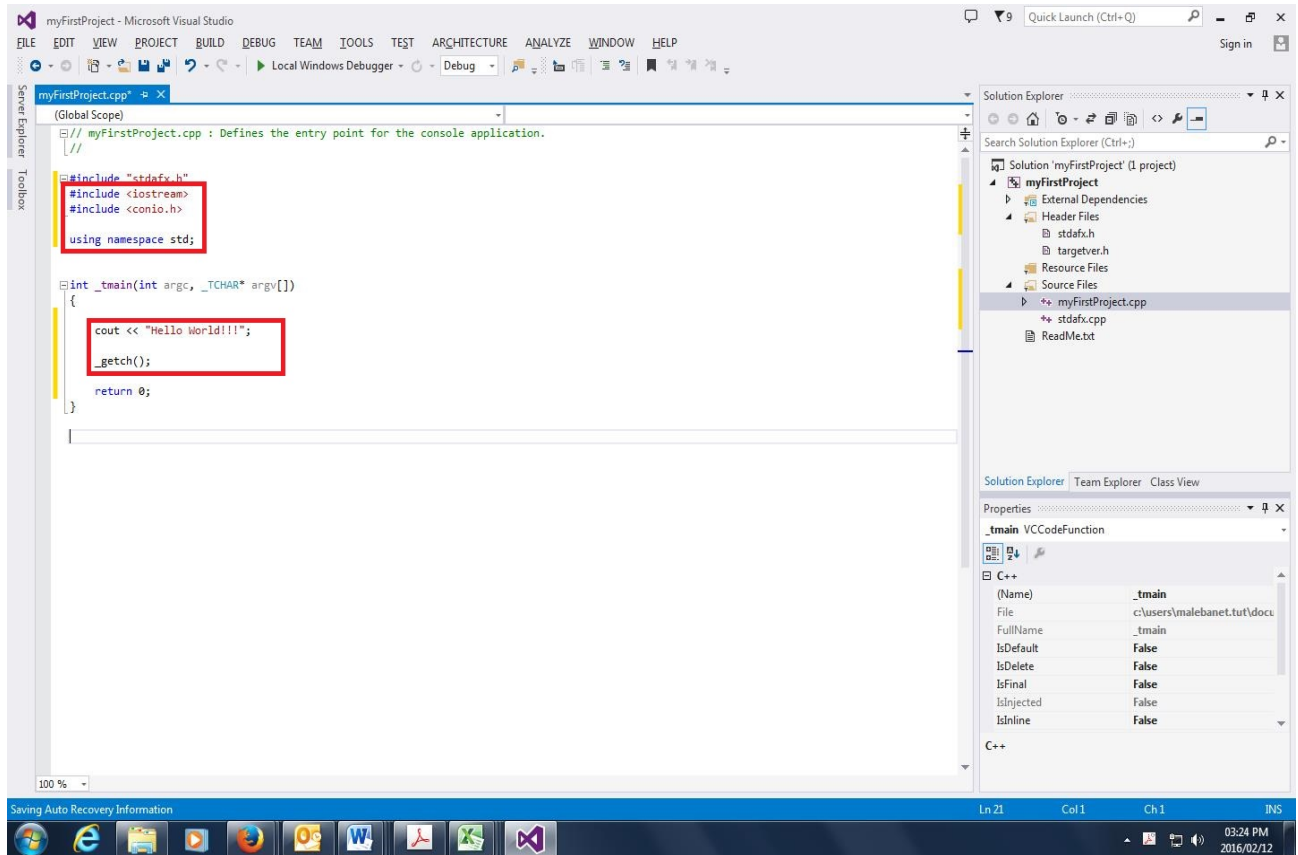 myFirstProject - Microsoft Visual Studio
9 Quick Launch (Ctrl+Q)
FILE EDIT VIEW PROJECT BUILD DEBUG TEAM TOOLS TEST ARCHITECTURE ANALYZE WINDOW HELP
Sign in
Local Windows Debugger Debug
Server Explorer
Toolbox
myFirstProject.cpp*
(Global Scope)
// myFirstProject.cpp : Defines the entry point for the console application.
//
#include "stdafx.h"
#include <iostream>
#include <conio.h>
using namespace std;
int _tmain(int argc, _TCHAR* argv[])
{
cout << "Hello World!!!";
_getch();
return 0;
}
100 %
Solution Explorer
Search Solution Explorer (Ctrl+;)
Solution 'myFirstProject' (1 project)
myFirstProject
External Dependencies
Header Files
stdafx.h
targetver.h
Resource Files
Source Files
myFirstProject.cpp
stdafx.cpp
ReadMe.txt
Solution Explorer Team Explorer Class View
Properties
_tmain VCCodeFunction
C++
(Name) _tmain
File c:\users\malebanet.tut\docu
FullName _tmain
IsDefault False
IsDelete False
IsFinal False
IsInjected False
IsInline False
C++
Saving Auto Recovery Information
Ln 21 Col 1 Ch 1 INS
03:24 PM
2016/02/12